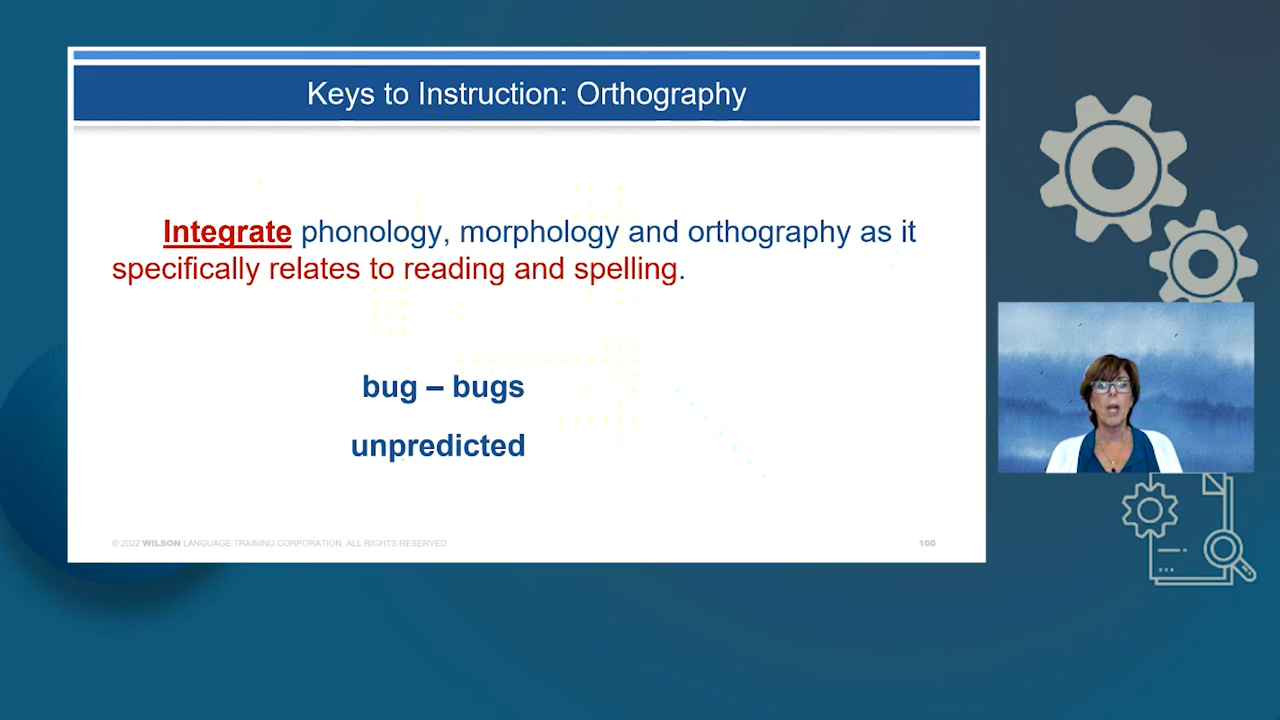 Keys to Instruction: Orthography
Integrate phonology, morphology and orthography as it
specifically relates to reading and spelling.
bug – bugs
unpredicted
© 2022 WILSON LANGUAGE TRAINING CORPORATION. ALL RIGHTS RESERVED.
100